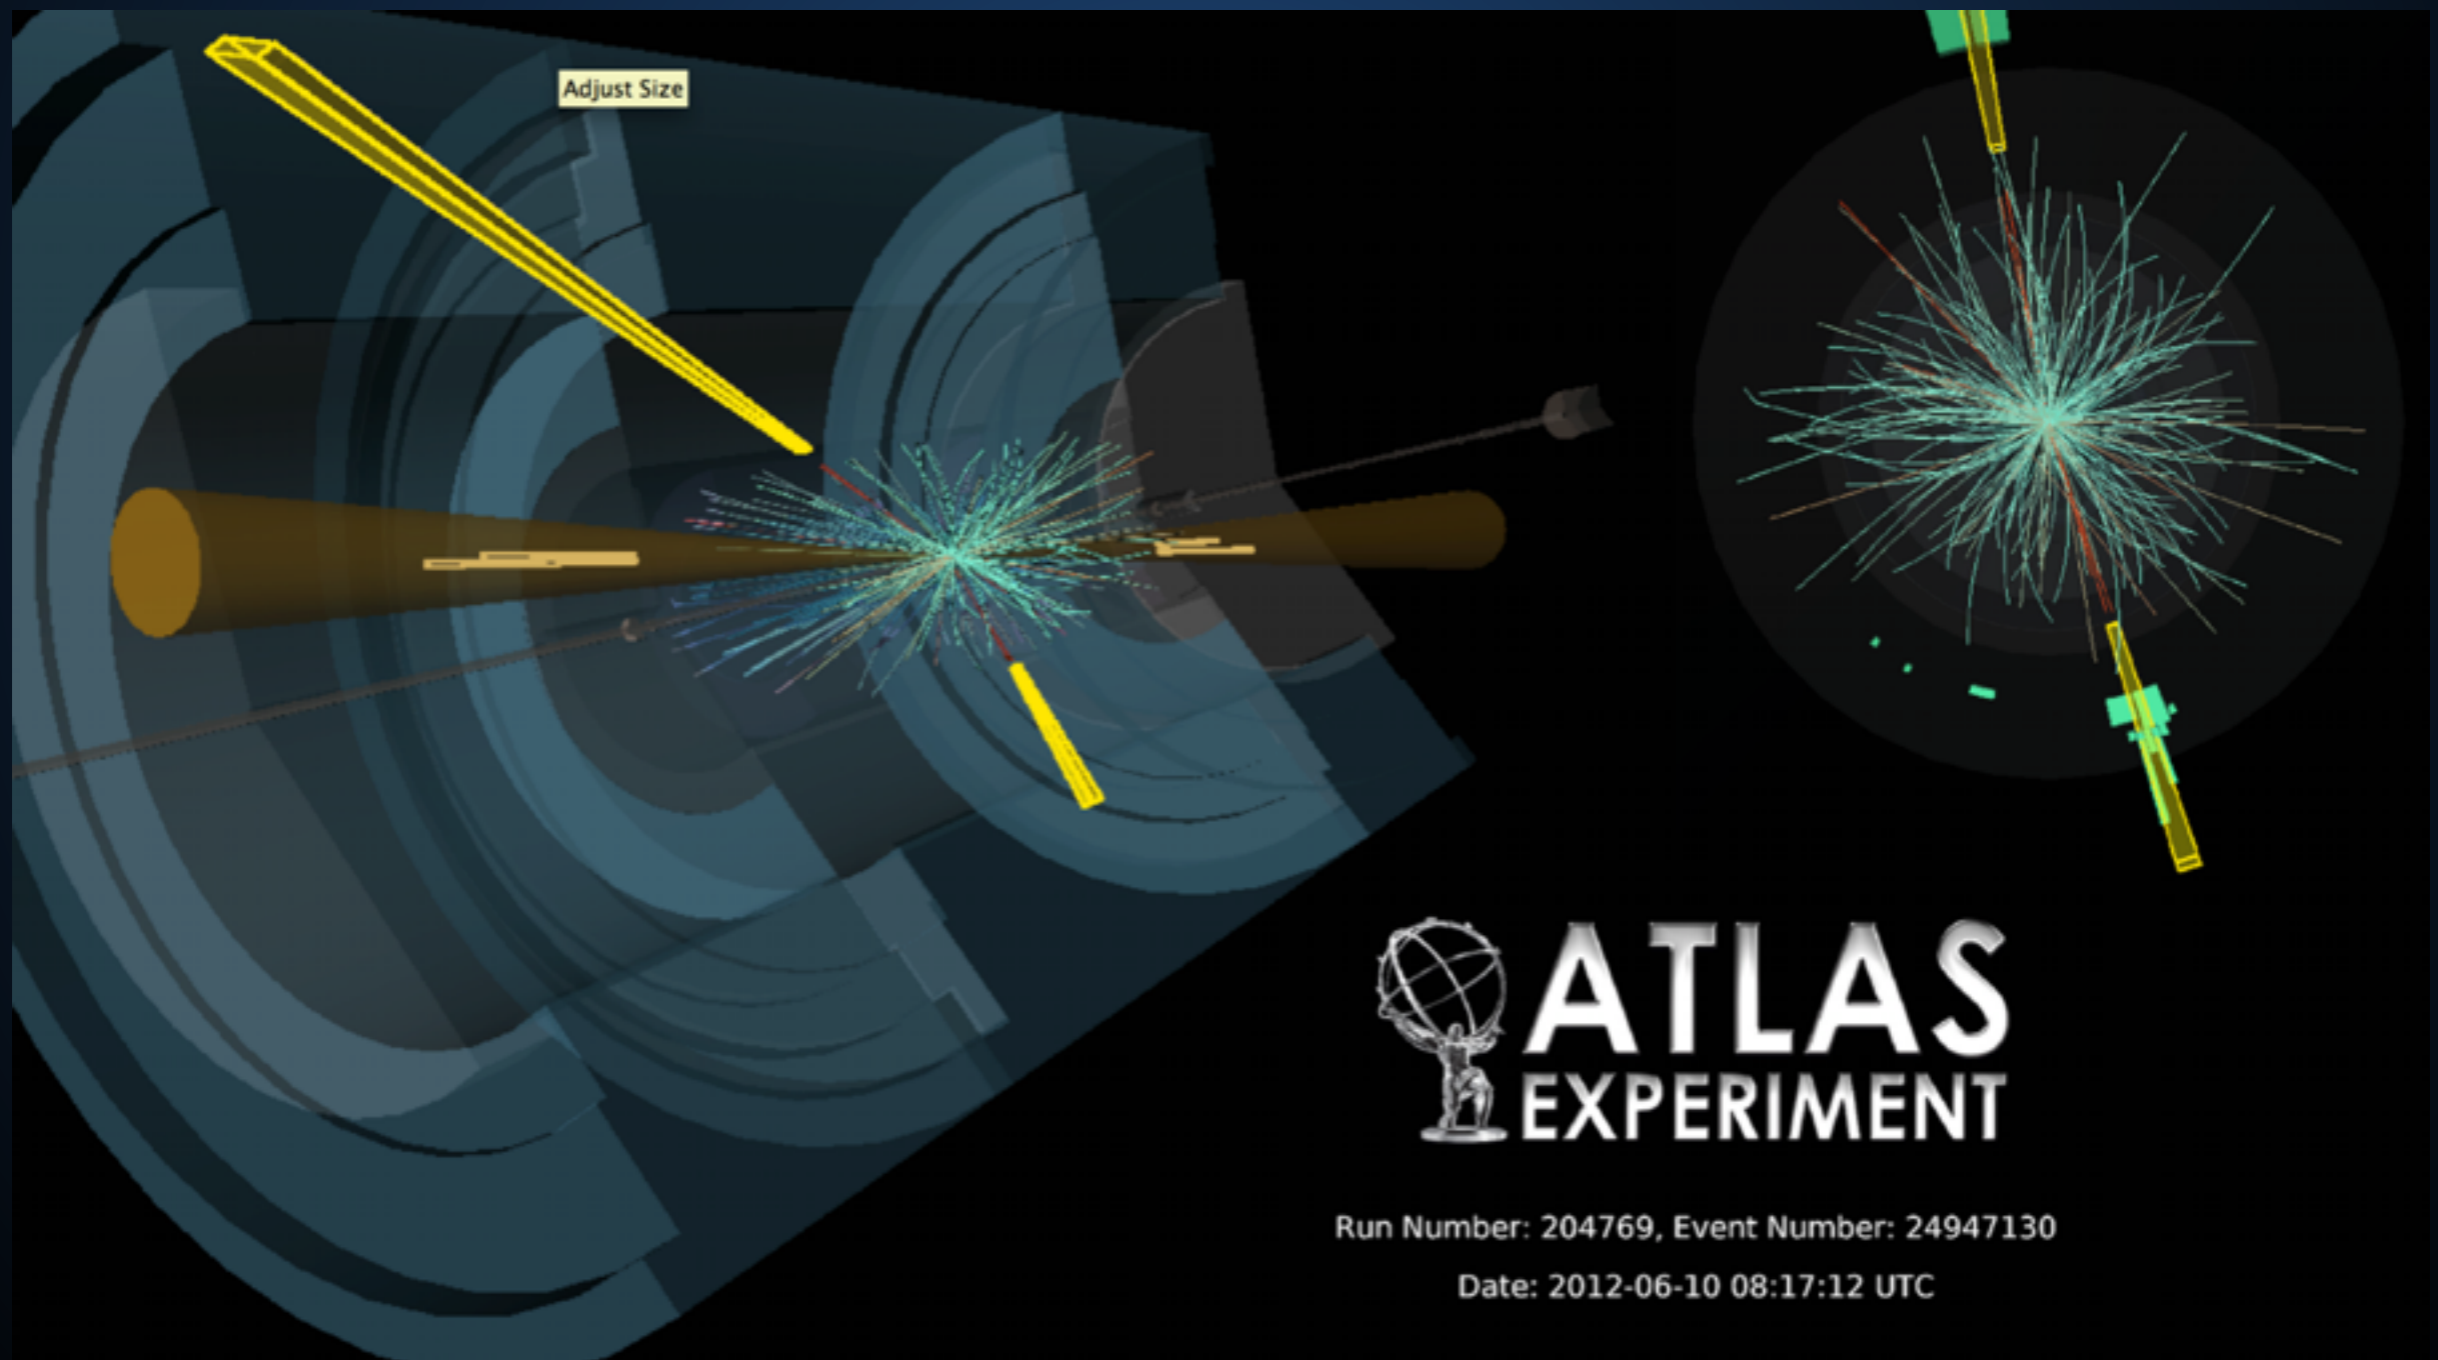 Adjust Size
ATLAS
EXPERIMENT
Run Number: 204769, Event Number: 24947130
Date: 2012-06-10 08:17:12 UTC